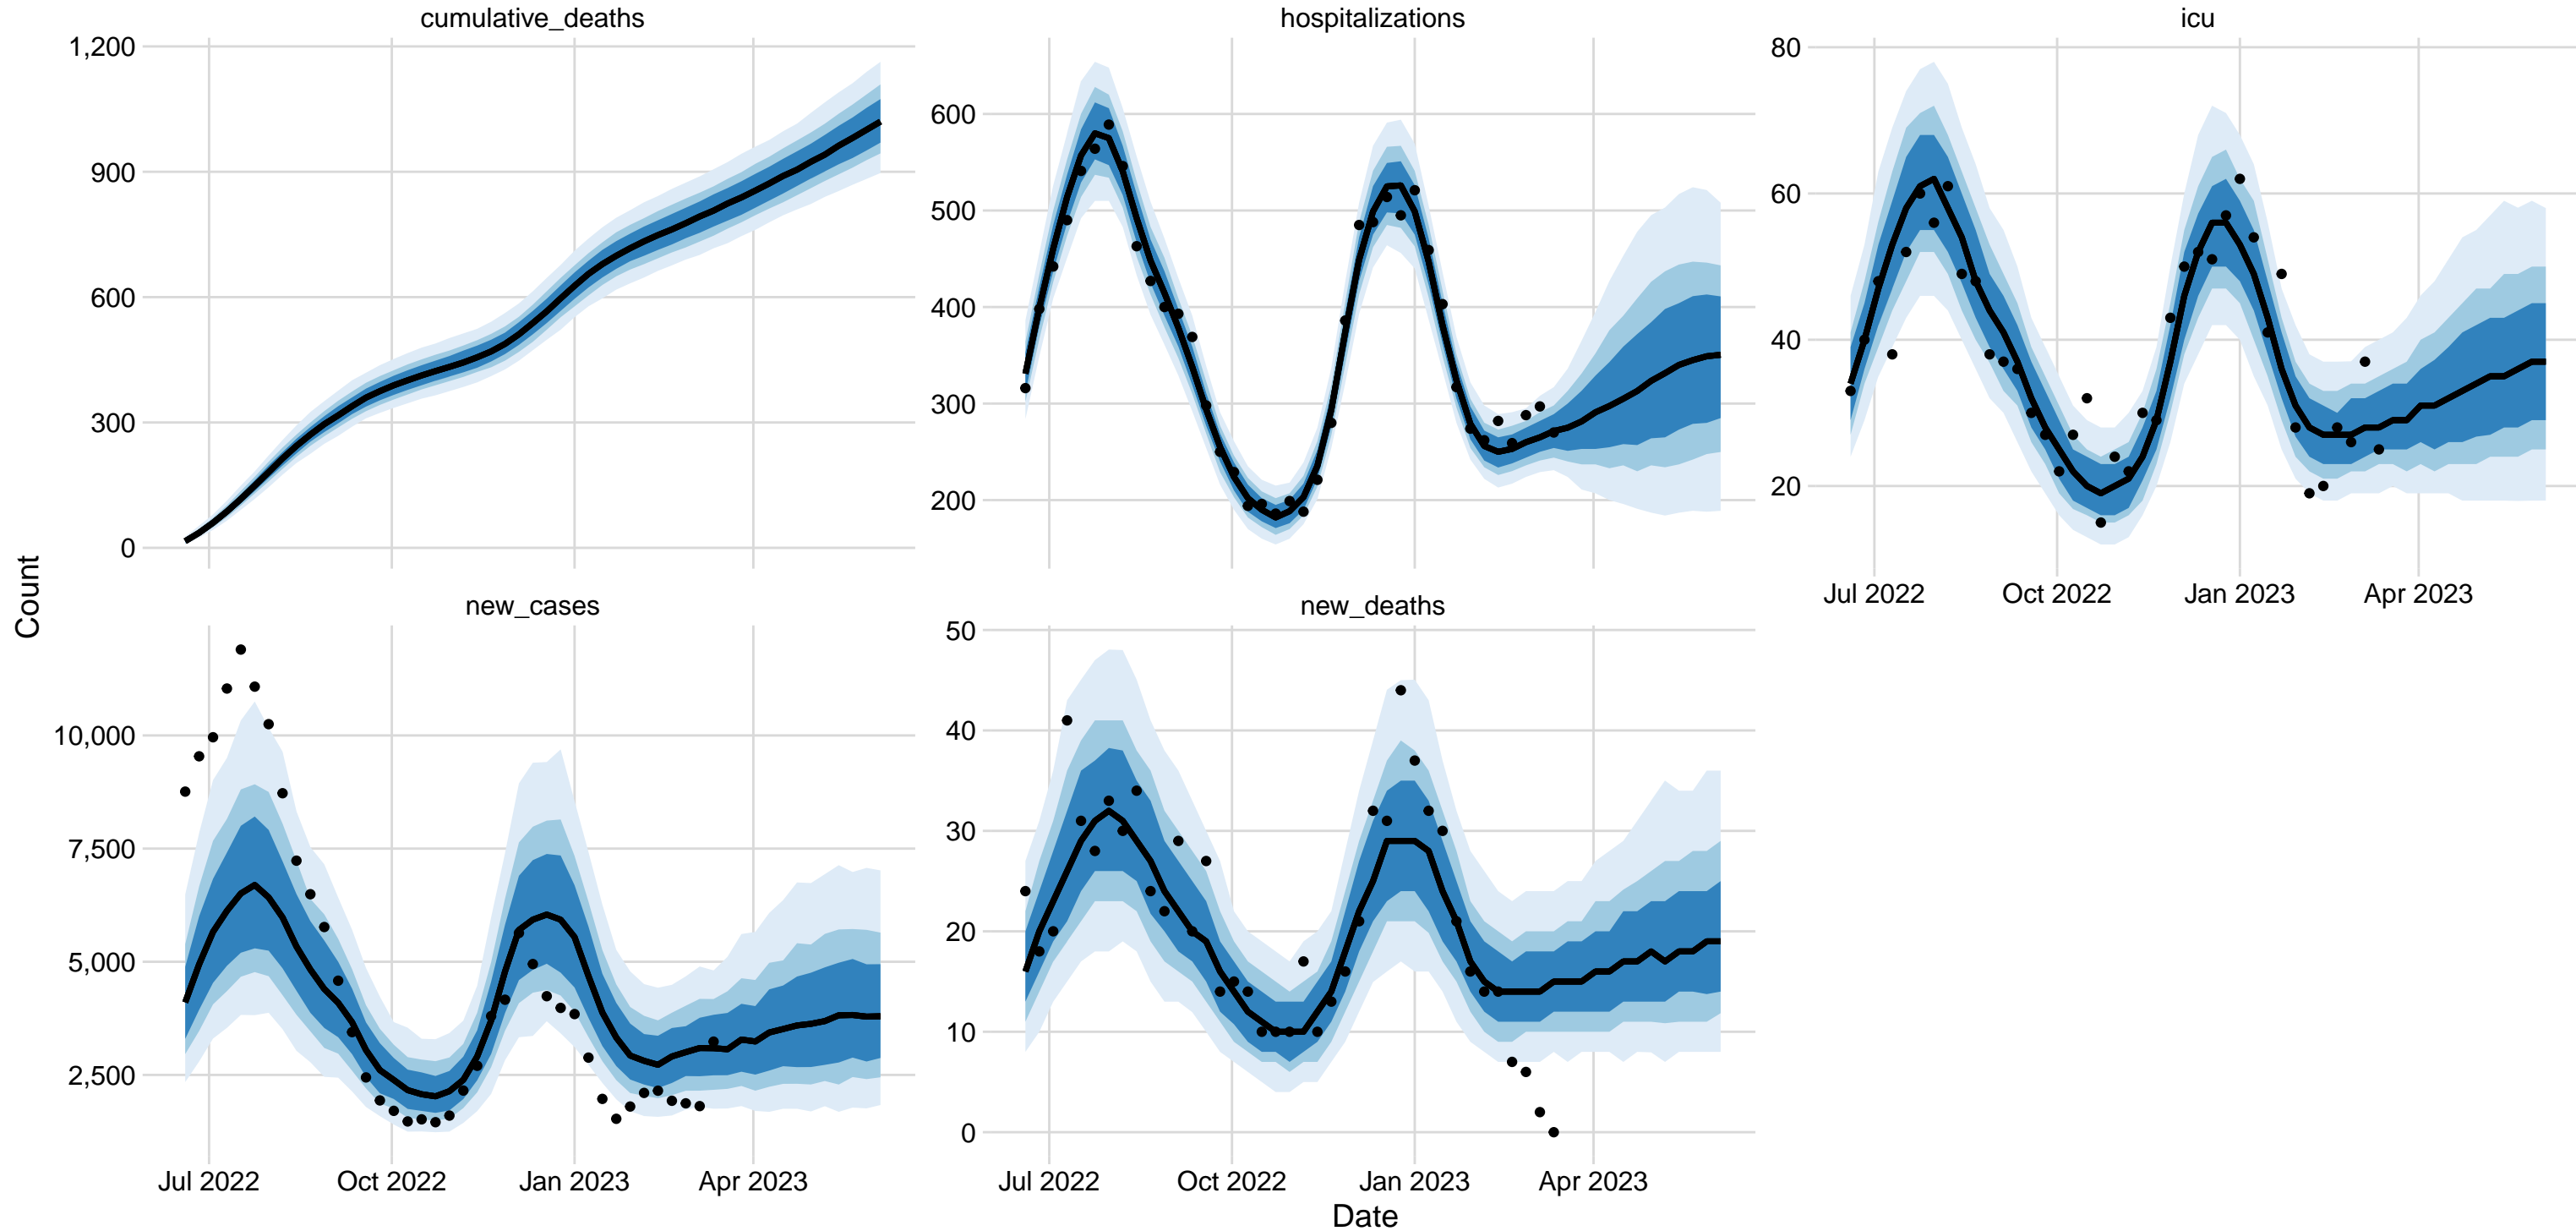 cumulative_deaths
1,200
900
600
300
0
hospitalizations
600
500
400
300
200
icu
80
60
40
20
Jul 2022 Oct 2022 Jan 2023 Apr 2023
Count
new_cases
10,000
7,500
5,000
2,500
Jul 2022 Oct 2022 Jan 2023 Apr 2023
new_deaths
50
40
30
20
10
0
Jul 2022 Oct 2022 Jan 2023 Apr 2023
Date